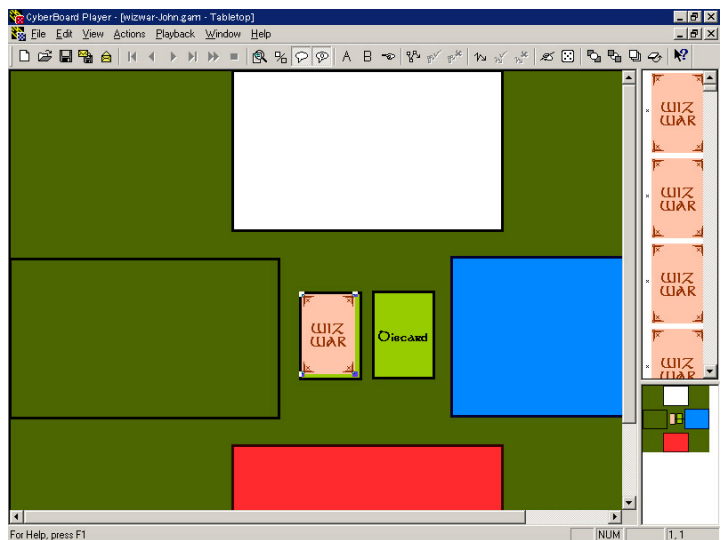 CyberBoard Player - [wizwar-John.gam - Tabletop]
File Edit View Actions Playback Window Help
A B
WIZ
WAR
WIZ
WAR
WIZ
WAR
WIZ
WAR
WIZ
WAR
Discard
For Help, press F1
NUM
1, 1